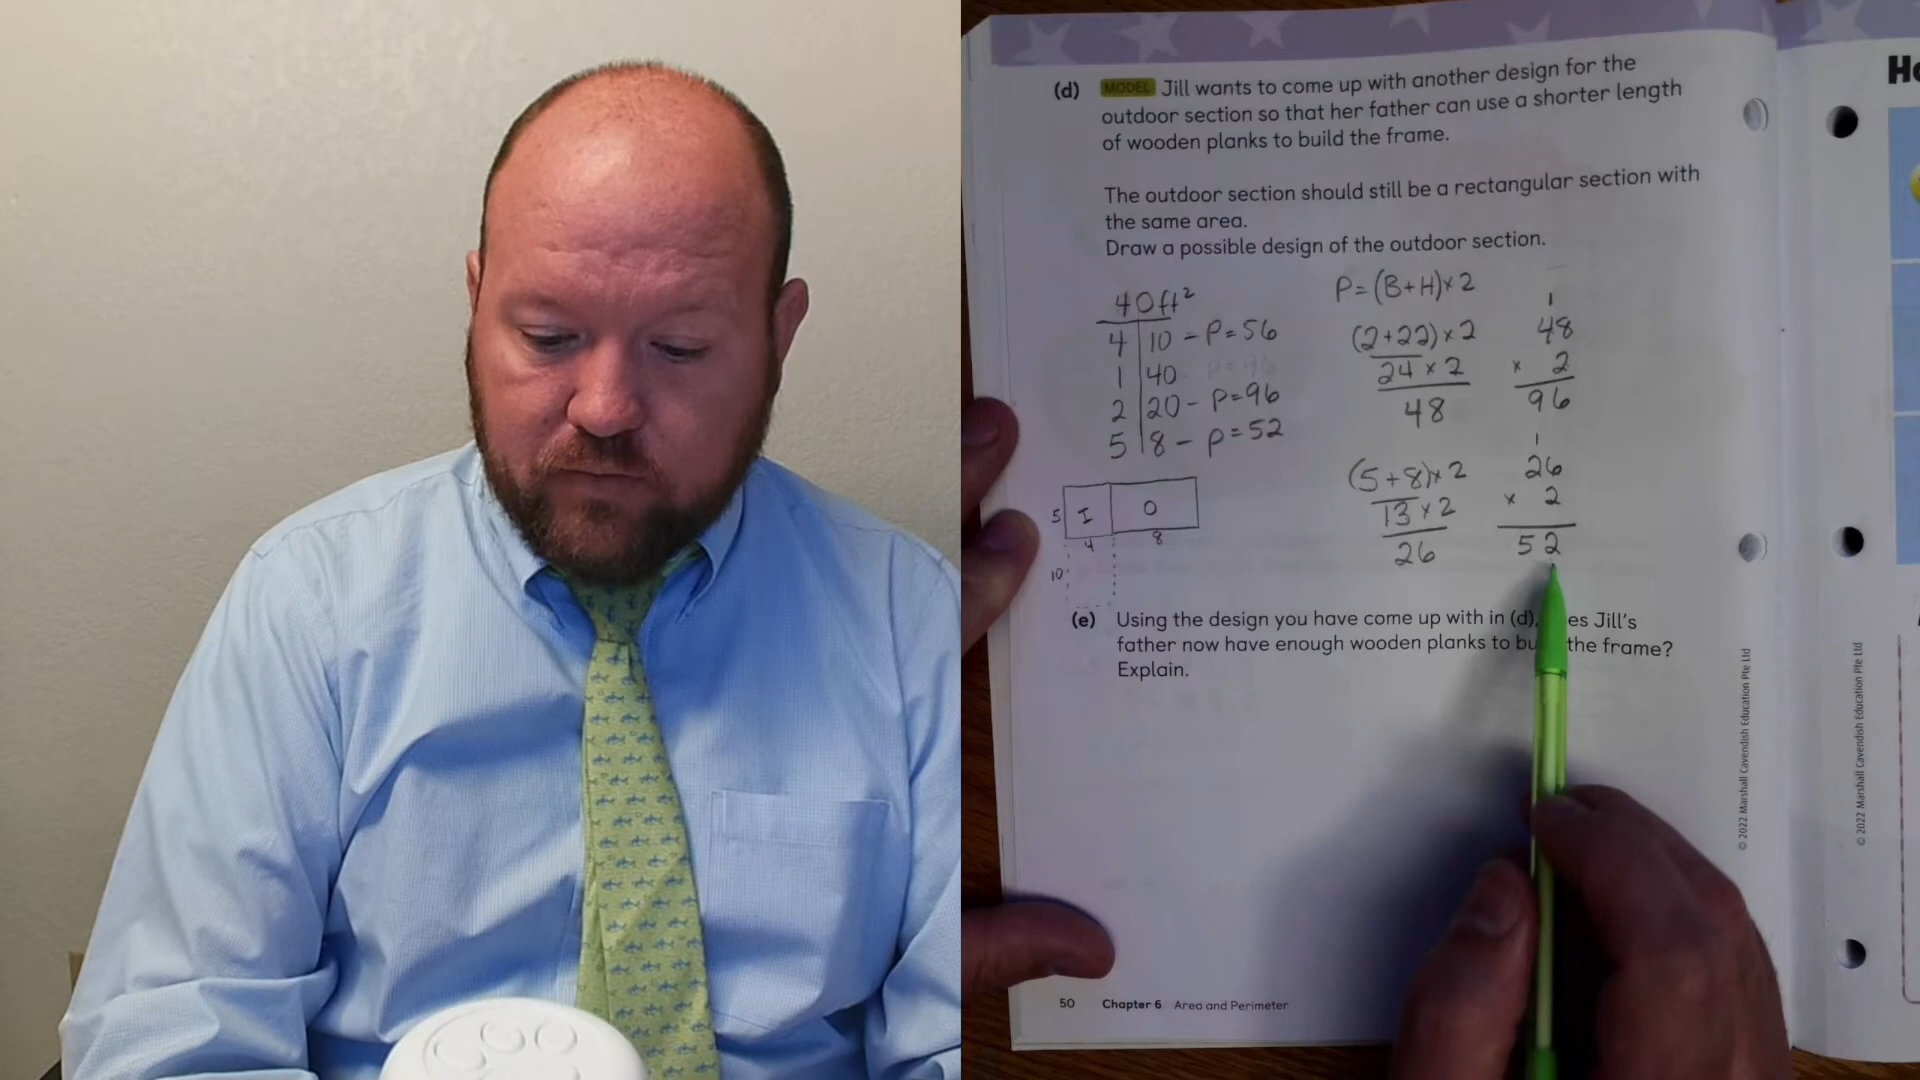 (d) MODEL Jill wants to come up with another design for the
outdoor section so that her father can use a shorter length
of wooden planks to build the frame.
The outdoor section should still be a rectangular section with
the same area.
Draw a possible design of the outdoor section.
40ft²
4 10 - P=56
1 40
2 20 - P=96
5 8 - P=52
P=(B+H)×2
(2+22)×2
24×2
48
1
48
× 2
96
(5+8)×2
13×2
26
1
26
× 2
52
5 I O
4 8
10
(e) Using the design you have come up with in (d),
es Jill's
father now have enough wooden planks to bu
the frame?
Explain.
50 Chapter 6 Area and Perimeter
© 2022 Marshall Cavendish Education Pte Ltd
© 2022 Marshall Cavendish Education Pte Ltd